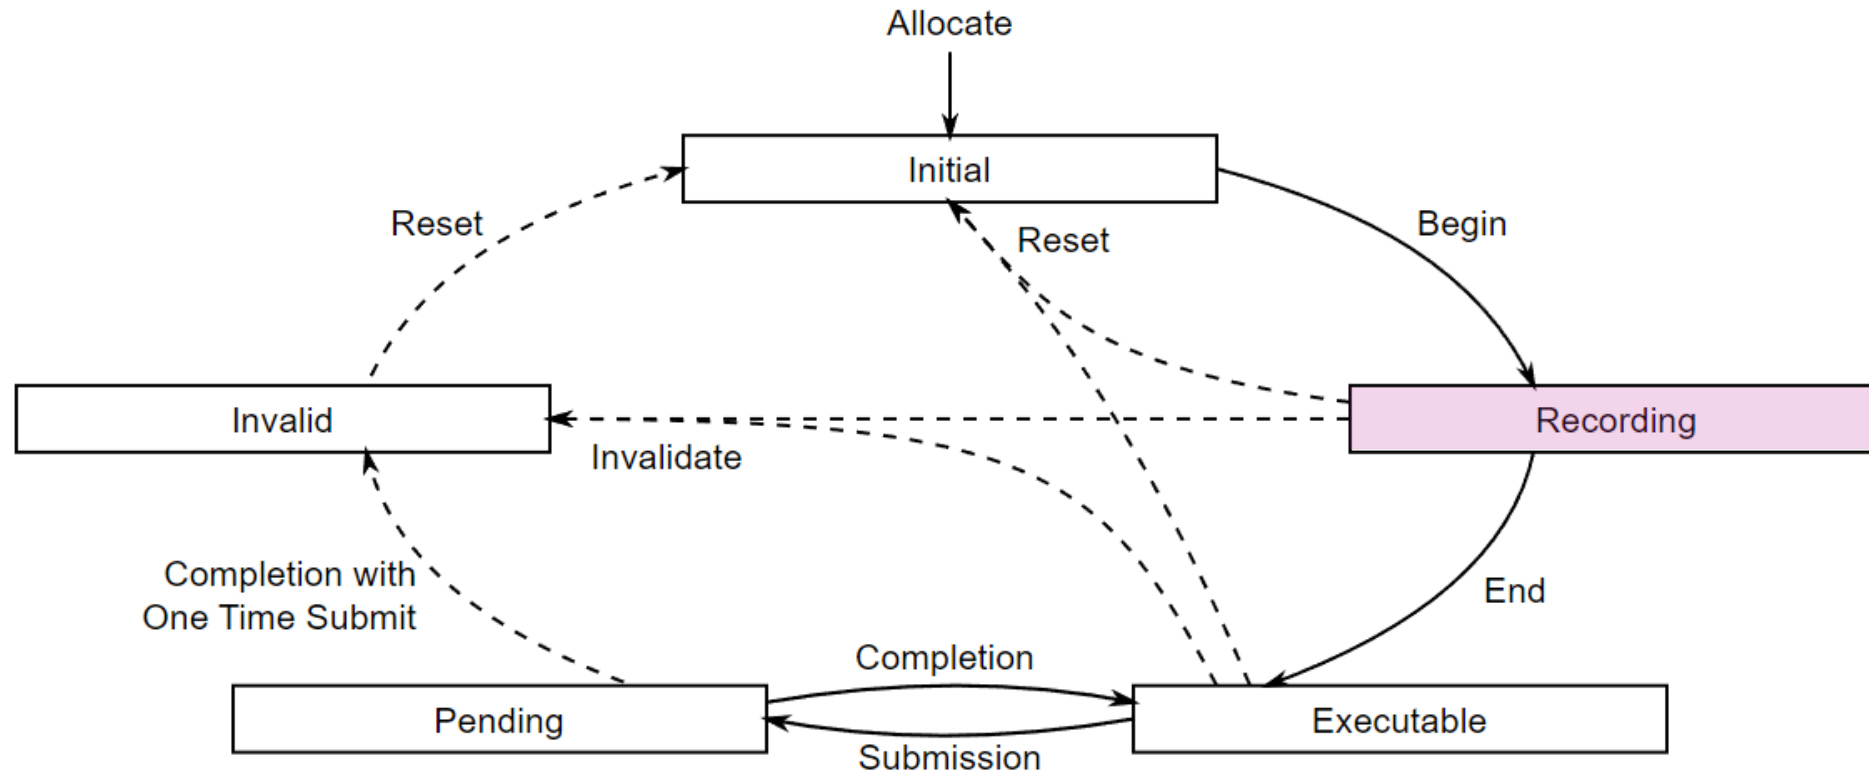 Allocate
Initial
Reset
Reset
Begin
Invalid
Recording
Invalidate
Completion with
One Time Submit
End
Completion
Pending
Executable
Submission